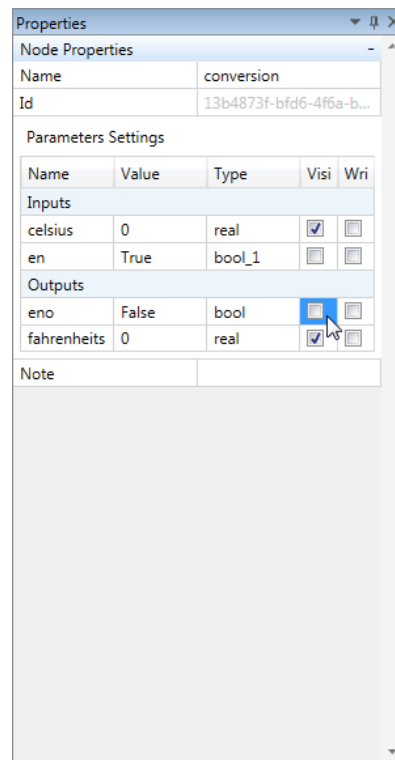 Properties
Node Properties -
Name conversion
Id 13b4873f-bfd6-4f6a-b...
Parameters Settings
Name Value Type Visi Wri
Inputs
celsius 0 real
en True bool_1
Outputs
eno False bool
fahrenheits 0 real
Note